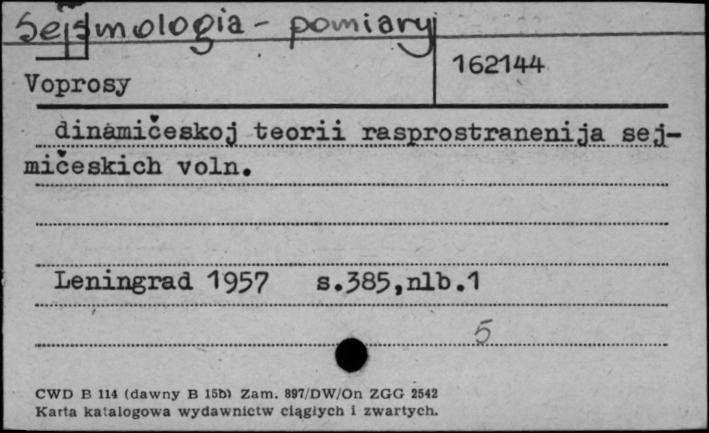 Sejsmologia - pomiary
162144
Voprosy
dinamičeskoj teorii rasprostranenija sej-
mičeskich voln.
Leningrad 1957 s.385,nlb.1
5
CWD B 114 (dawny B 15b) Zam. 897/DW/On ZGG 2542
Karta katalogowa wydawnictw ciągłych i zwartych.